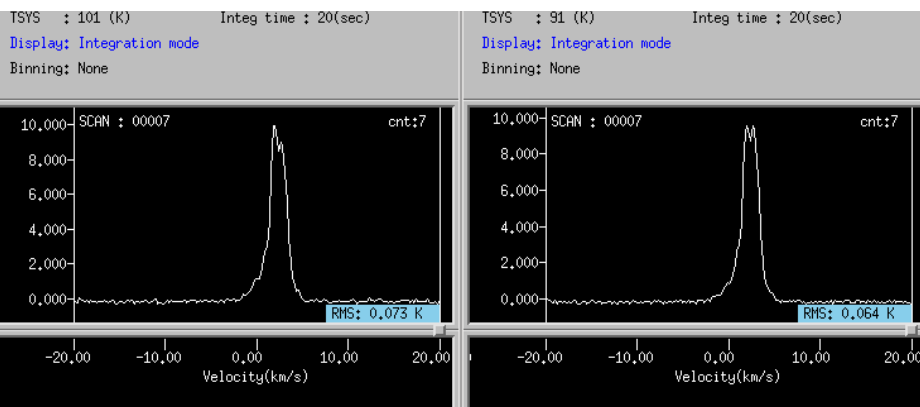 TSYS : 101 (K) Integ time : 20(sec)
Display: Integration mode
Binning: None
SCAN : 00007 cnt:7
10.000
8.000
6.000
4.000
2.000
0.000
RMS: 0.073 K
-20.00 -10.00 0.00 10.00 20.00
Velocity(km/s)
TSYS : 91 (K) Integ time : 20(sec)
Display: Integration mode
Binning: None
SCAN : 00007 cnt:7
10.000
8.000
6.000
4.000
2.000
0.000
RMS: 0.064 K
-20.00 -10.00 0.00 10.00 20.00
Velocity(km/s)